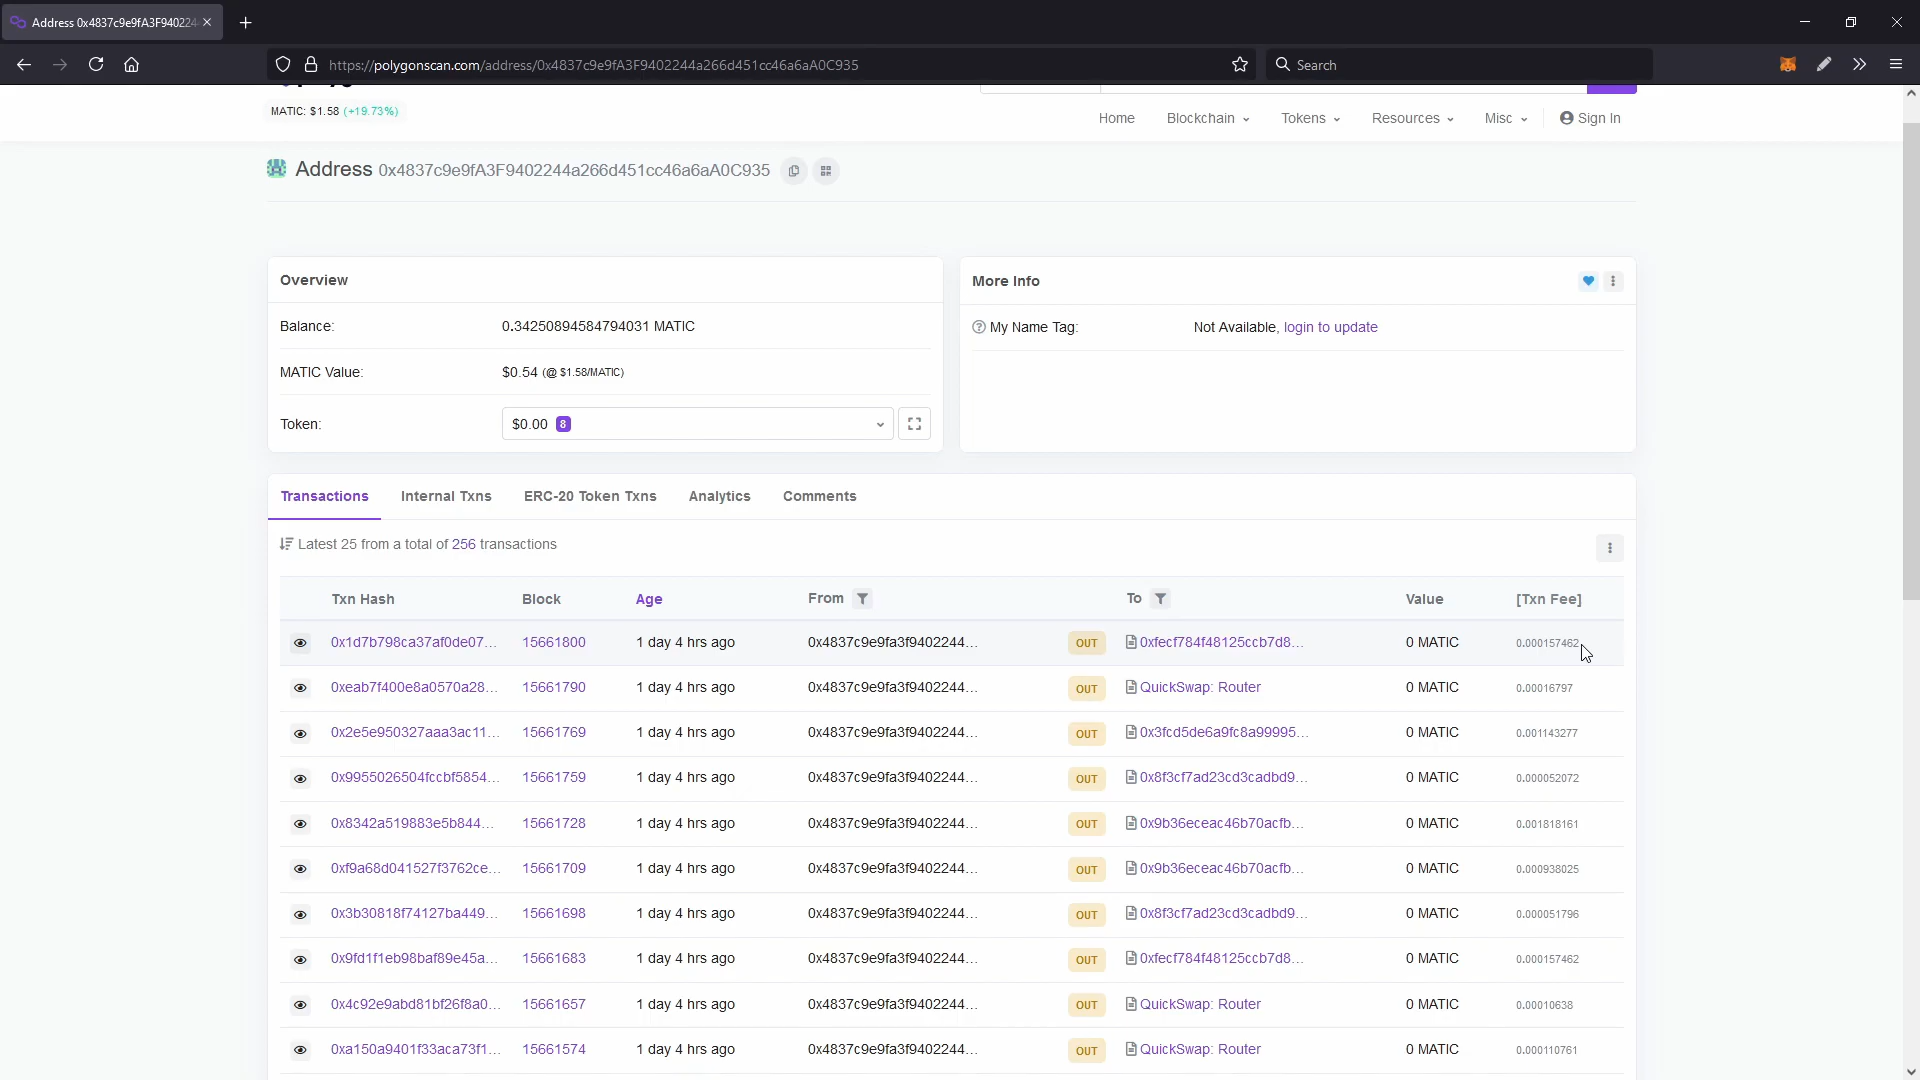 Address 0x4837c9e9fA3F9402244
https://polygonscan.com/address/0x4837c9e9fA3F9402244a266d451cc46a6aA0C935
Search
MATIC: $1.58 (+19.73%)
Home Blockchain Tokens Resources Misc Sign In
Address 0x4837c9e9fA3F9402244a266d451cc46a6aA0C935
Overview
Balance: 0.34250894584794031 MATIC
MATIC Value: $0.54 (@ $1.58/MATIC)
Token: $0.00 8
More Info
My Name Tag: Not Available, login to update
Transactions Internal Txns ERC-20 Token Txns Analytics Comments
Latest 25 from a total of 256 transactions
Txn Hash Block Age From To Value [Txn Fee]
0x1d7b798ca37af0de07... 15661800 1 day 4 hrs ago 0x4837c9e9fa3f9402244... OUT 0xfecf784f48125ccb7d8... 0 MATIC 0.000157462
0xeab7f400e8a0570a28... 15661790 1 day 4 hrs ago 0x4837c9e9fa3f9402244... OUT QuickSwap: Router 0 MATIC 0.00016797
0x2e5e950327aaa3ac11... 15661769 1 day 4 hrs ago 0x4837c9e9fa3f9402244... OUT 0x3fcd5de6a9fc8a99995... 0 MATIC 0.001143277
0x9955026504fccbf5854... 15661759 1 day 4 hrs ago 0x4837c9e9fa3f9402244... OUT 0x8f3cf7ad23cd3cadbd9... 0 MATIC 0.000052072
0x8342a519883e5b844... 15661728 1 day 4 hrs ago 0x4837c9e9fa3f9402244... OUT 0x9b36eceac46b70acfb... 0 MATIC 0.001818161
0xf9a68d041527f3762ce... 15661709 1 day 4 hrs ago 0x4837c9e9fa3f9402244... OUT 0x9b36eceac46b70acfb... 0 MATIC 0.000938025
0x3b30818f74127ba449... 15661698 1 day 4 hrs ago 0x4837c9e9fa3f9402244... OUT 0x8f3cf7ad23cd3cadbd9... 0 MATIC 0.000051796
0x9fd1f1eb98baf89e45a... 15661683 1 day 4 hrs ago 0x4837c9e9fa3f9402244... OUT 0xfecf784f48125ccb7d8... 0 MATIC 0.000157462
0x4c92e9abd81bf26f8a0... 15661657 1 day 4 hrs ago 0x4837c9e9fa3f9402244... OUT QuickSwap: Router 0 MATIC 0.00010638
0xa150a9401f33aca73f1... 15661574 1 day 4 hrs ago 0x4837c9e9fa3f9402244... OUT QuickSwap: Router 0 MATIC 0.000110761